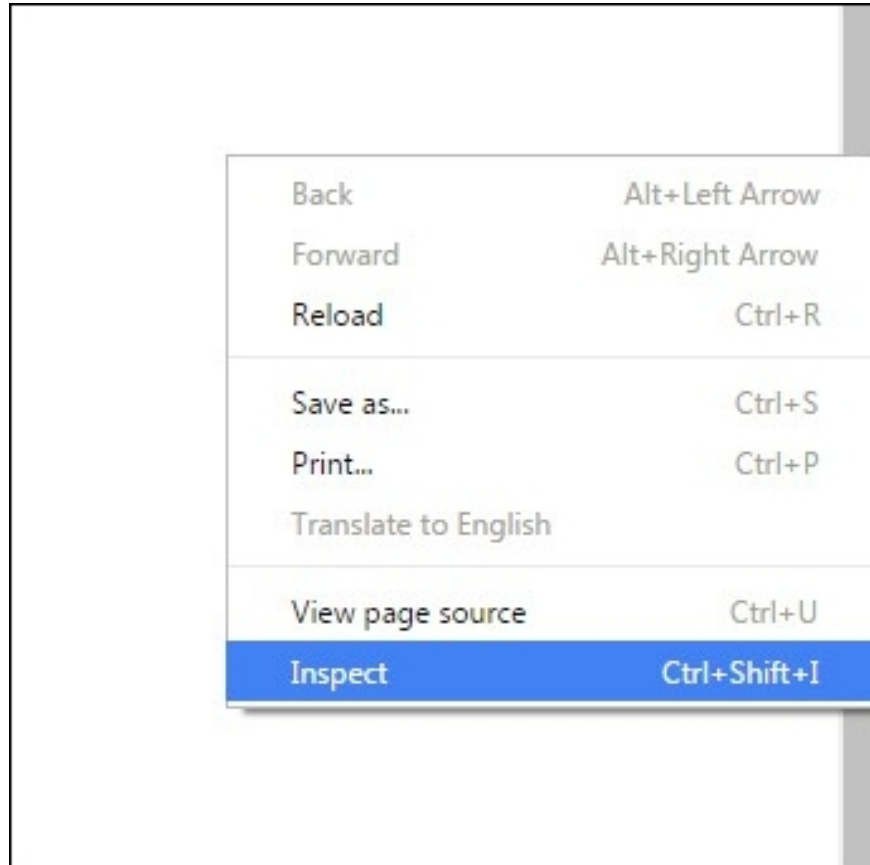 Back Alt+Left Arrow
Forward Alt+Right Arrow
Reload Ctrl+R
Save as... Ctrl+S
Print... Ctrl+P
Translate to English
View page source Ctrl+U
Inspect Ctrl+Shift+I